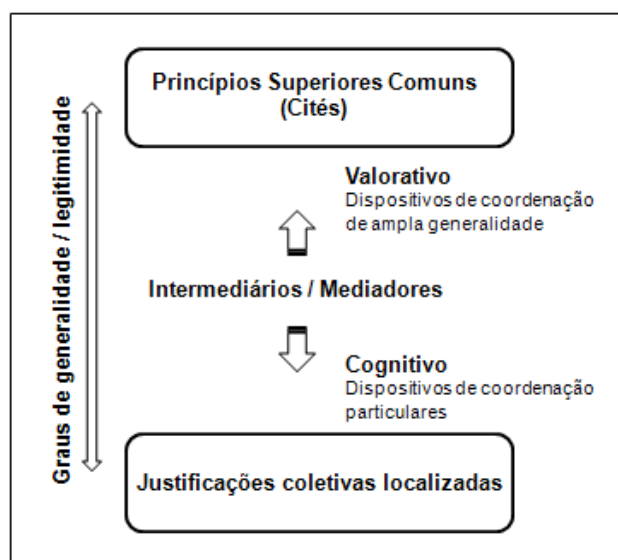 Princípios Superiores Comuns
(Cités)
Graus de generalidade / legitimidade
Valorativo
Dispositivos de coordenação
de ampla generalidade
Intermediários / Mediadores
Cognitivo
Dispositivos de coordenação
particulares
Justificações coletivas localizadas